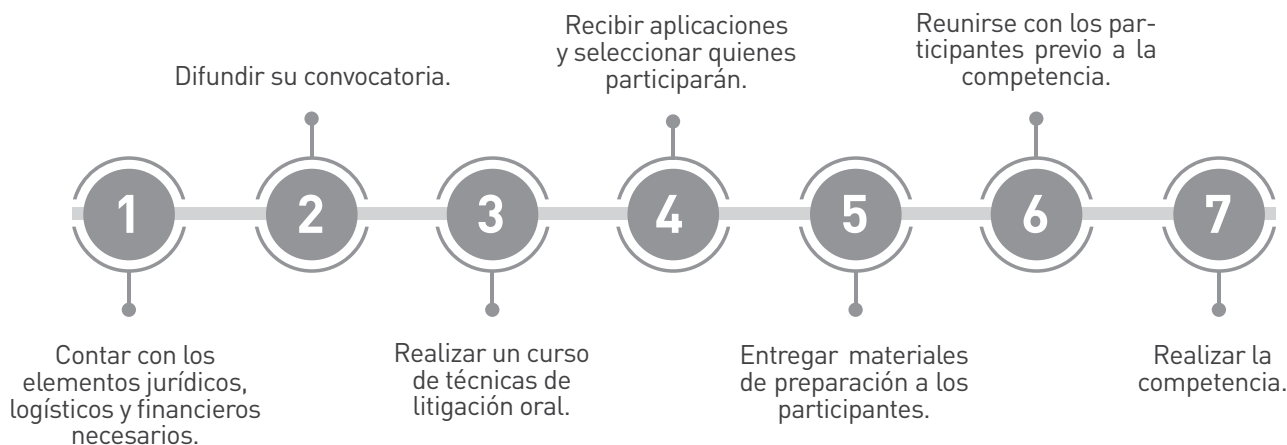 Recibir aplicaciones
y seleccionar quienes
participarán.
Reunirse con los par-
ticipantes previo a la
competencia.
Difundir su convocatoria.
1
2
3
4
5
6
7
Contar con los
elementos jurídicos,
logísticos y financieros
necesarios.
Realizar un curso
de técnicas de
litigación oral.
Entregar materiales
de preparación a los
participantes.
Realizar la
competencia.